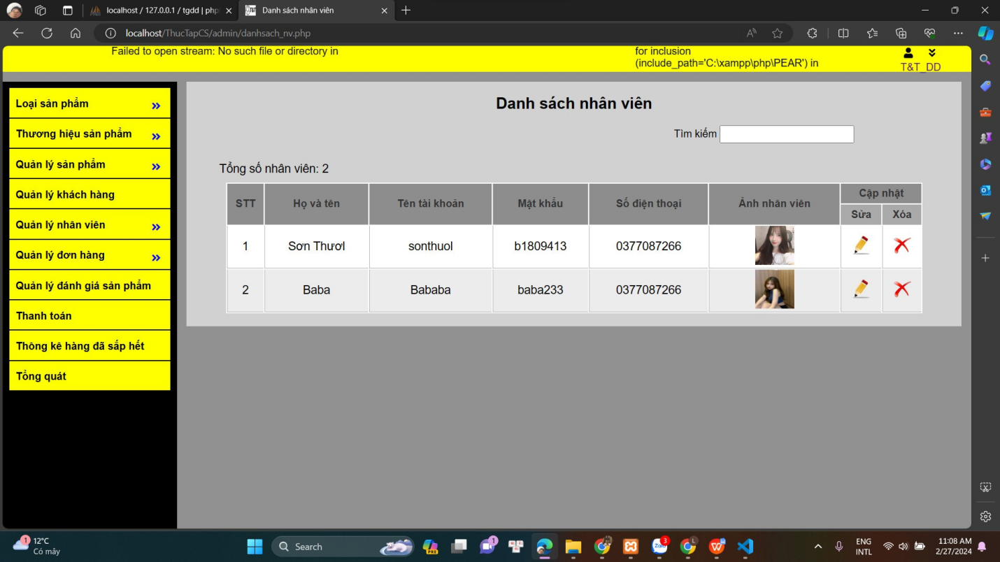 localhost / 127.0.0.1 / tgdd | php
Danh sách nhân viên
localhost/ThucTapCS/admin/danhsach_nv.php
Failed to open stream: No such file or directory in
for inclusion
(include_path='C:\xampp\php\PEAR') in
T&T_DD
Loại sản phẩm
Thương hiệu sản phẩm
Quản lý sản phẩm
Quản lý khách hàng
Quản lý nhân viên
Quản lý đơn hàng
Quản lý đánh giá sản phẩm
Thanh toán
Thông kê hàng đã sắp hết
Tổng quát
Danh sách nhân viên
Tìm kiếm
Tổng số nhân viên: 2
STT Họ và tên Tên tài khoản Mật khẩu Số điện thoại Ảnh nhân viên Cập nhật
Sửa Xóa
1 Sơn Thươl sonthuol b1809413 0377087266
2 Baba Bababa baba233 0377087266
1 12°C
Có mây
Search
PRE
1
Zalo 3
L
ENG
INTL
11:08 AM
2/27/2024